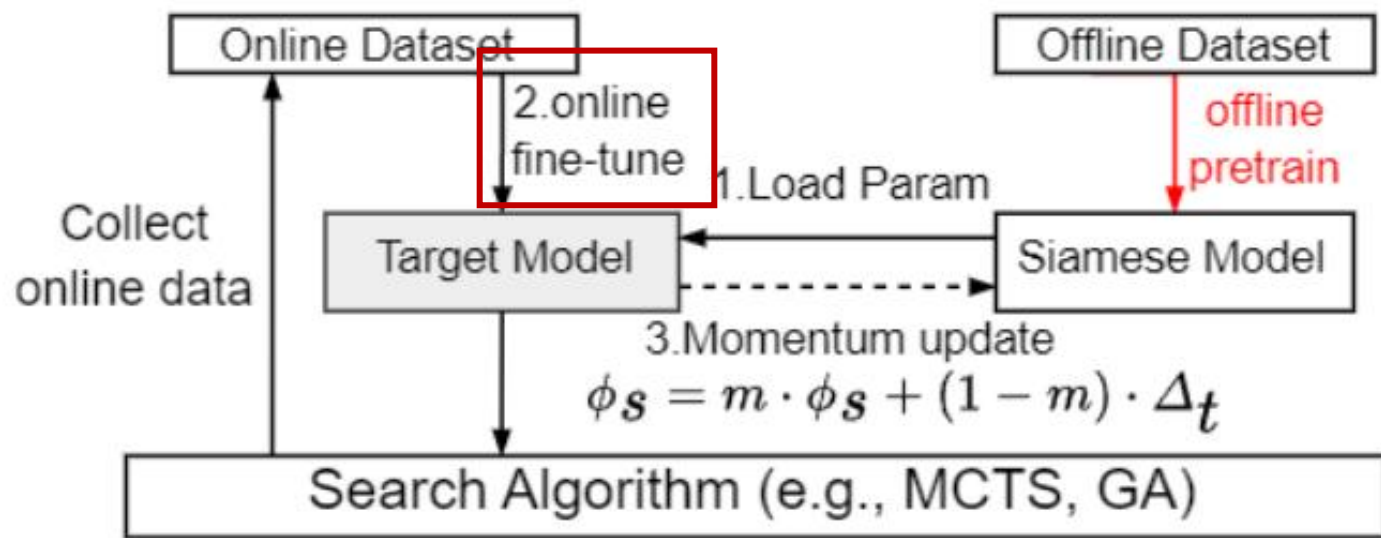 Online Dataset
Offline Dataset
2.online
fine-tune
offline
pretrain
1.Load Param
Collect
online data
Target Model
Siamese Model
3.Momentum update
ϕs = m · ϕs + (1 − m) · Δt
Search Algorithm (e.g., MCTS, GA)